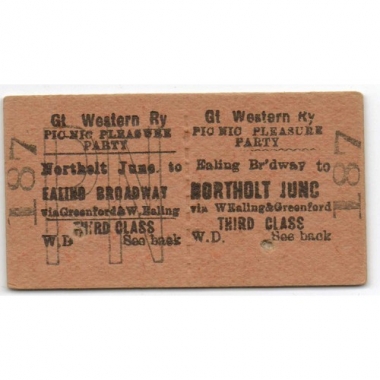 187
Gt Western Ry
PIC-NIC PLEASURE
PARTY
Northolt Junc. to
EALING BROADWAY
via Greenford & W. Ealing
THIRD CLASS
W.D. See back
PN
Gt Western Ry
PIC NIC PLEASURE
PARTY
Ealing Br'dway to
NORTHOLT JUNC
via W Ealing & Greenford
THIRD CLASS
W.D. See back
187